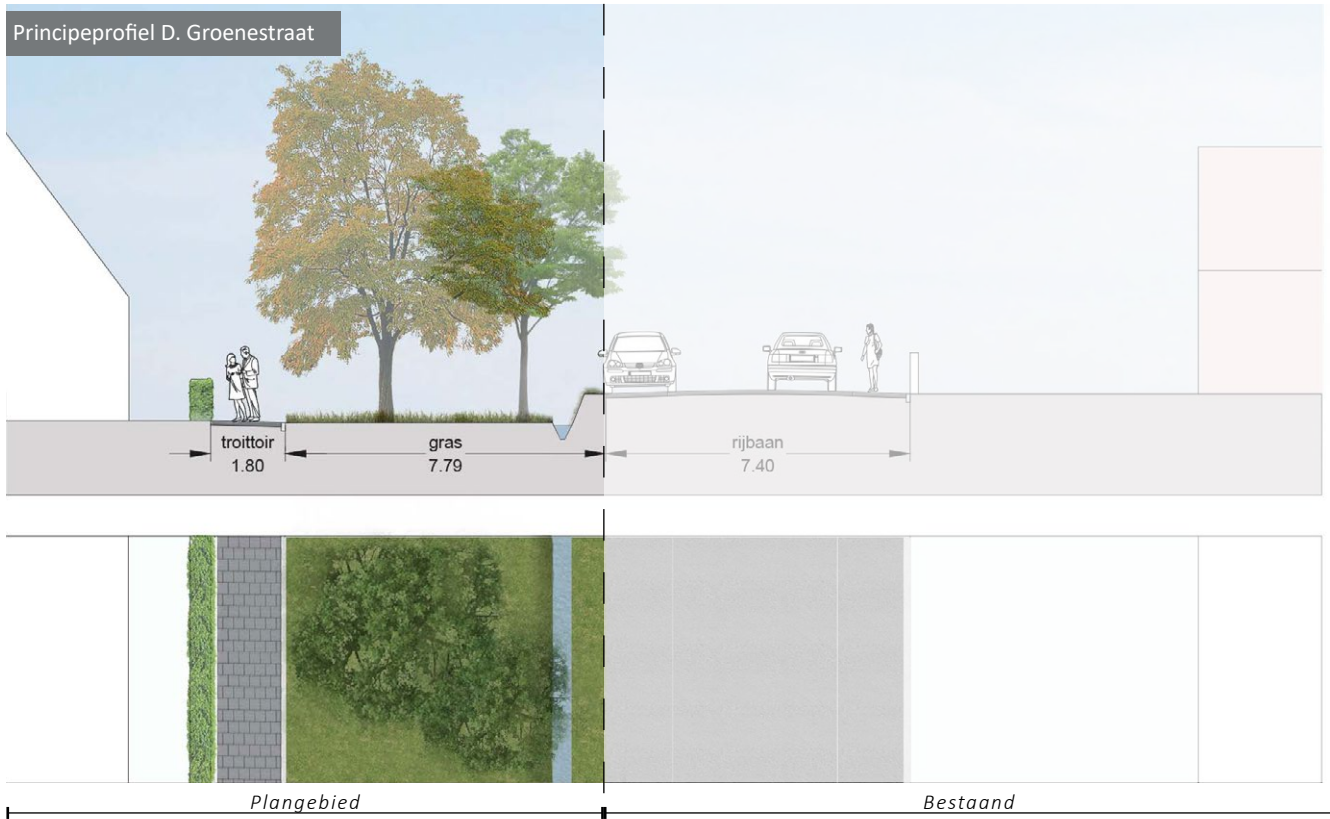 Principeprofiel D. Groenestraat
troittoir
1.80
gras
7.79
rijbaan
7.40
Plangebied
Bestaand